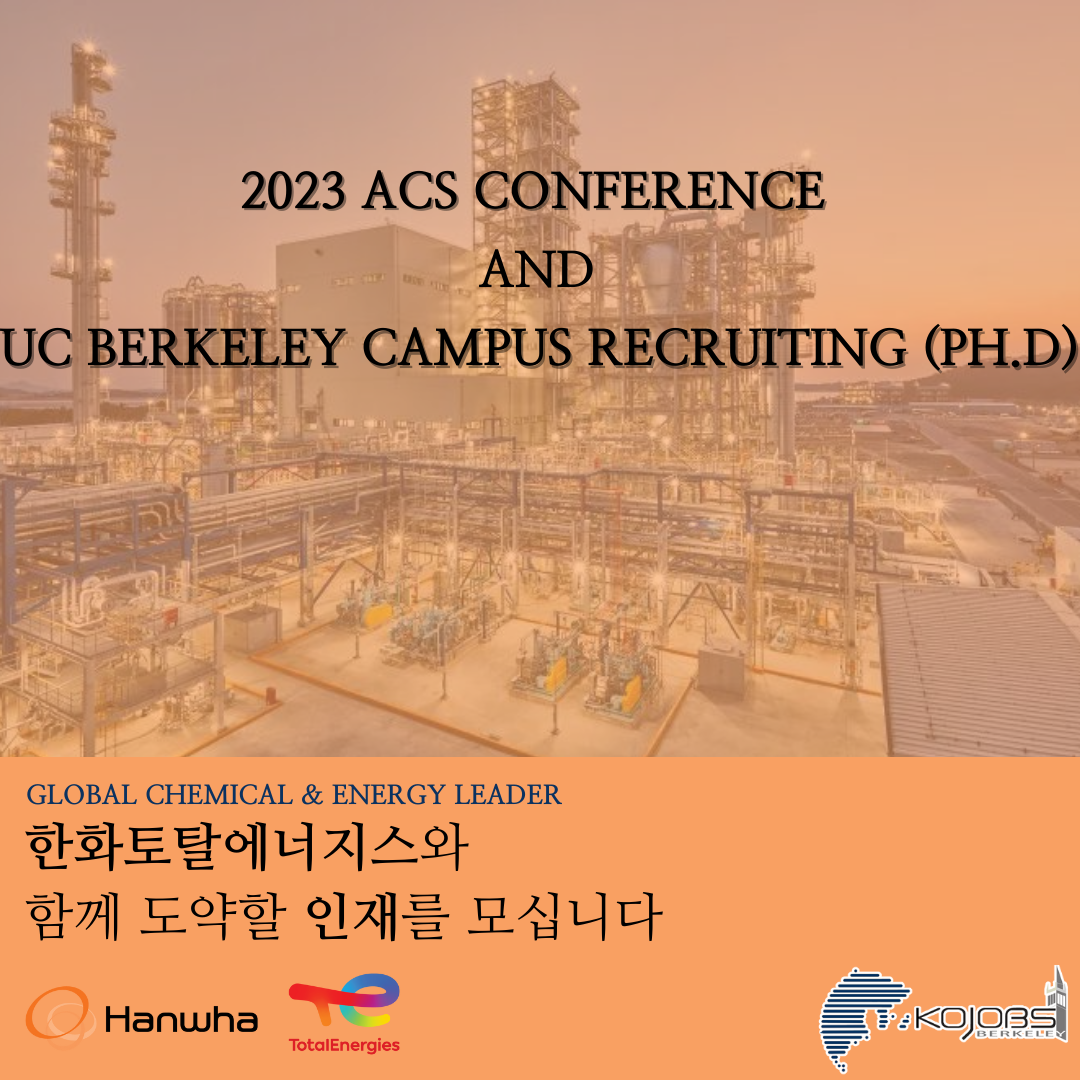 2023 ACS CONFERENCE
AND
UC BERKELEY CAMPUS RECRUITING (PH.D)
GLOBAL CHEMICAL & ENERGY LEADER
한화토탈에너지스와
함께 도약할 인재를 모십니다
Hanwha
TotalEnergies
KOJOBS
BERKELEY